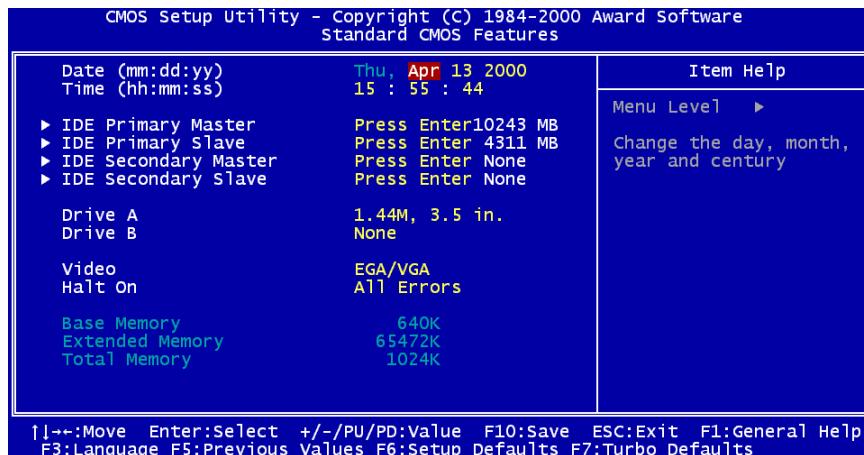 CMOS Setup Utility - Copyright (C) 1984-2000 Award Software
Standard CMOS Features
Date (mm:dd:yy) Thu, Apr 13 2000
Time (hh:mm:ss) 15 : 55 : 44
▶ IDE Primary Master Press Enter10243 MB
▶ IDE Primary Slave Press Enter 4311 MB
▶ IDE Secondary Master Press Enter None
▶ IDE Secondary Slave Press Enter None
Drive A 1.44M, 3.5 in.
Drive B None
Video EGA/VGA
Halt On All Errors
Base Memory 640K
Extended Memory 65472K
Total Memory 1024K
Item Help
Menu Level ▶
Change the day, month,
year and century
↑↓→←:Move Enter:Select +/-/PU/PD:Value F10:Save ESC:Exit F1:General Help
F3:Language F5:Previous Values F6:Setup Defaults F7:Turbo Defaults